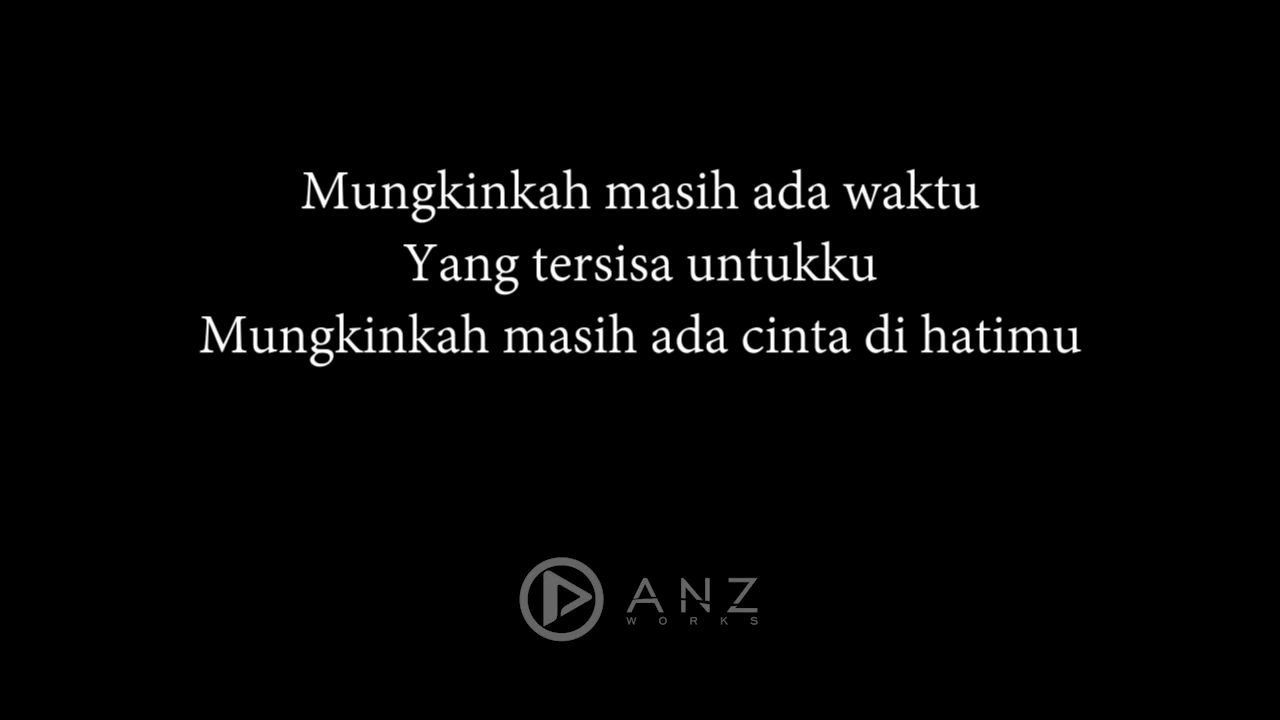 Mungkinkah masih ada waktu
Yang tersisa untukku
Mungkinkah masih ada cinta di hatimu
ANZ
WORKS